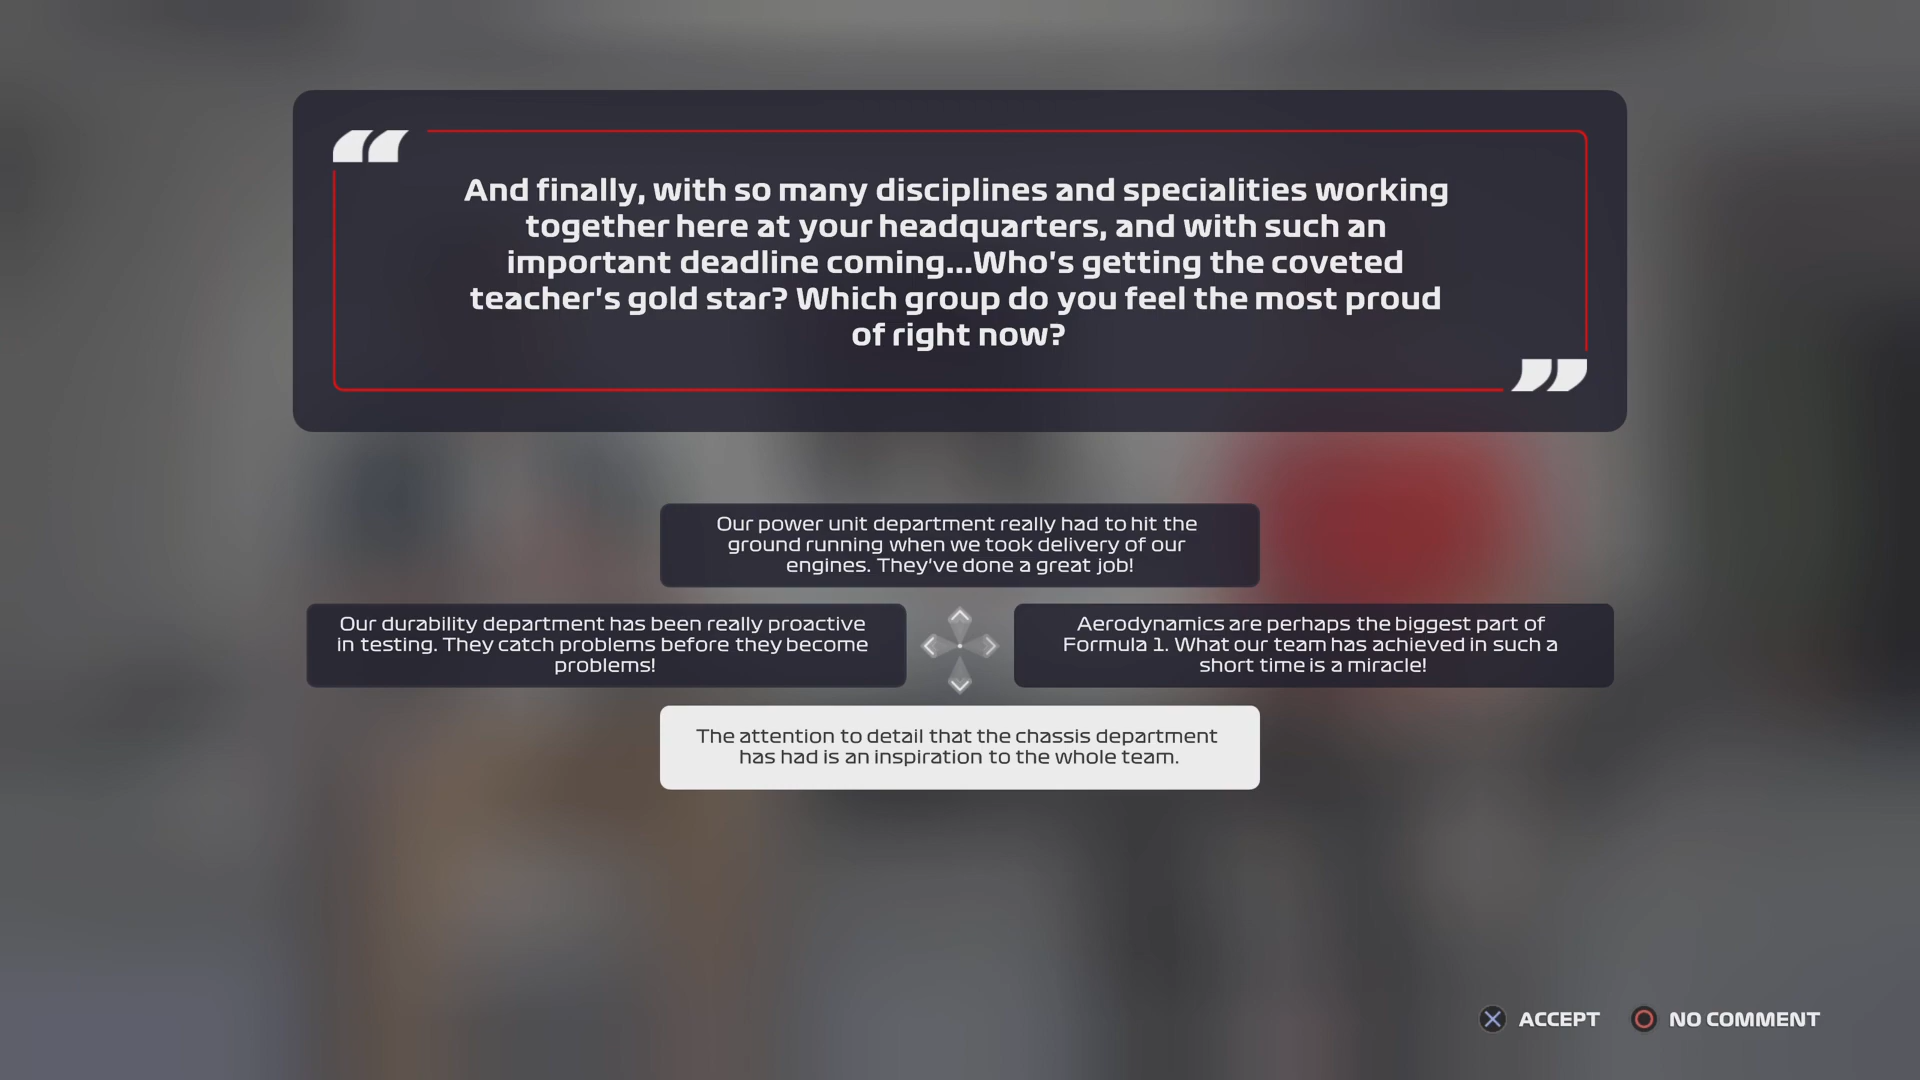 And finally, with so many disciplines and specialities working
together here at your headquarters, and with such an
important deadline coming...Who's getting the coveted
teacher's gold star? Which group do you feel the most proud
of right now?
Our power unit department really had to hit the
ground running when we took delivery of our
engines. They've done a great job!
Our durability department has been really proactive
in testing. They catch problems before they become
problems!
Aerodynamics are perhaps the biggest part of
Formula 1. What our team has achieved in such a
short time is a miracle!
The attention to detail that the chassis department
has had is an inspiration to the whole team.
ACCEPT
NO COMMENT